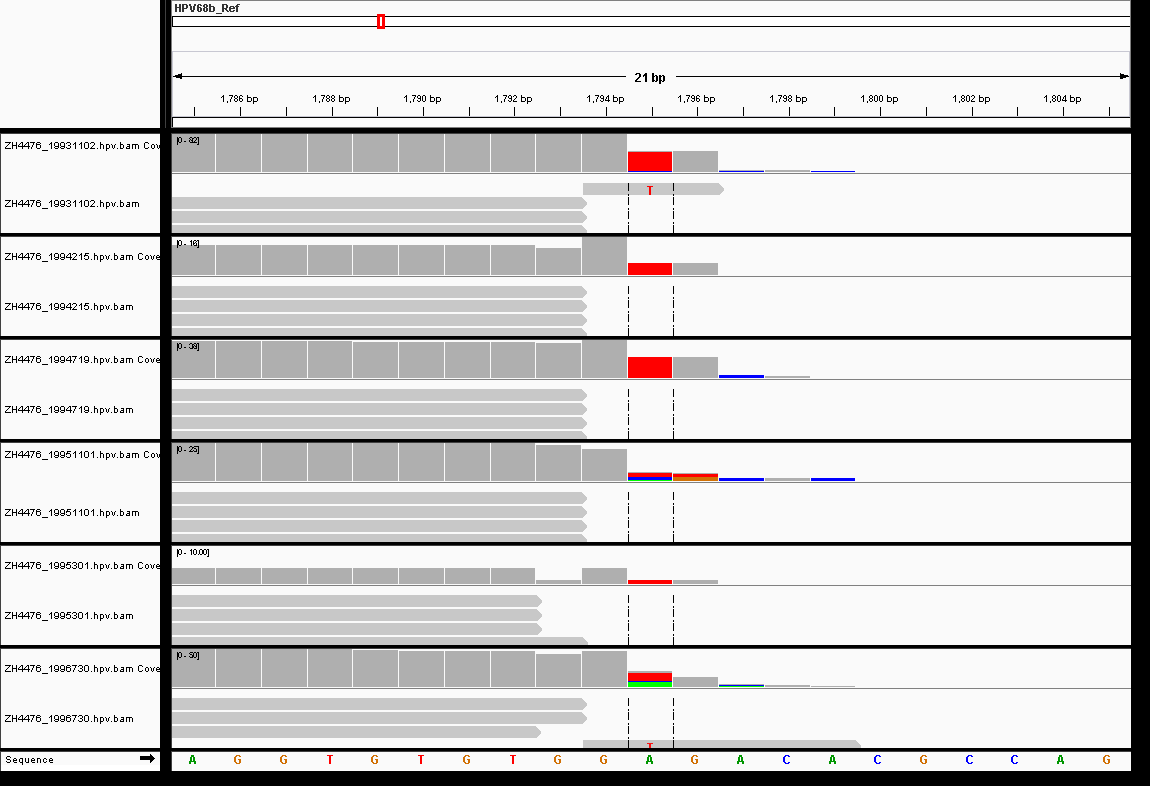 HPV68b_Ref
21 bp
1,786 bp 1,788 bp 1,790 bp 1,792 bp 1,794 bp 1,796 bp 1,798 bp 1,800 bp 1,802 bp 1,804 bp
ZH4476_19931102.hpv.bam Cov
[0 - 82]
T
ZH4476_19931102.hpv.bam
ZH4476_1994215.hpv.bam Cove
[0 - 16]
ZH4476_1994215.hpv.bam
ZH4476_1994719.hpv.bam Cove
[0 - 38]
ZH4476_1994719.hpv.bam
ZH4476_19951101.hpv.bam Cov
[0 - 25]
ZH4476_19951101.hpv.bam
ZH4476_1995301.hpv.bam Cove
[0 - 10.00]
ZH4476_1995301.hpv.bam
ZH4476_1996730.hpv.bam Cove
[0 - 50]
ZH4476_1996730.hpv.bam
T
Sequence A G G T G T G T G G A G A C A C G C C A G